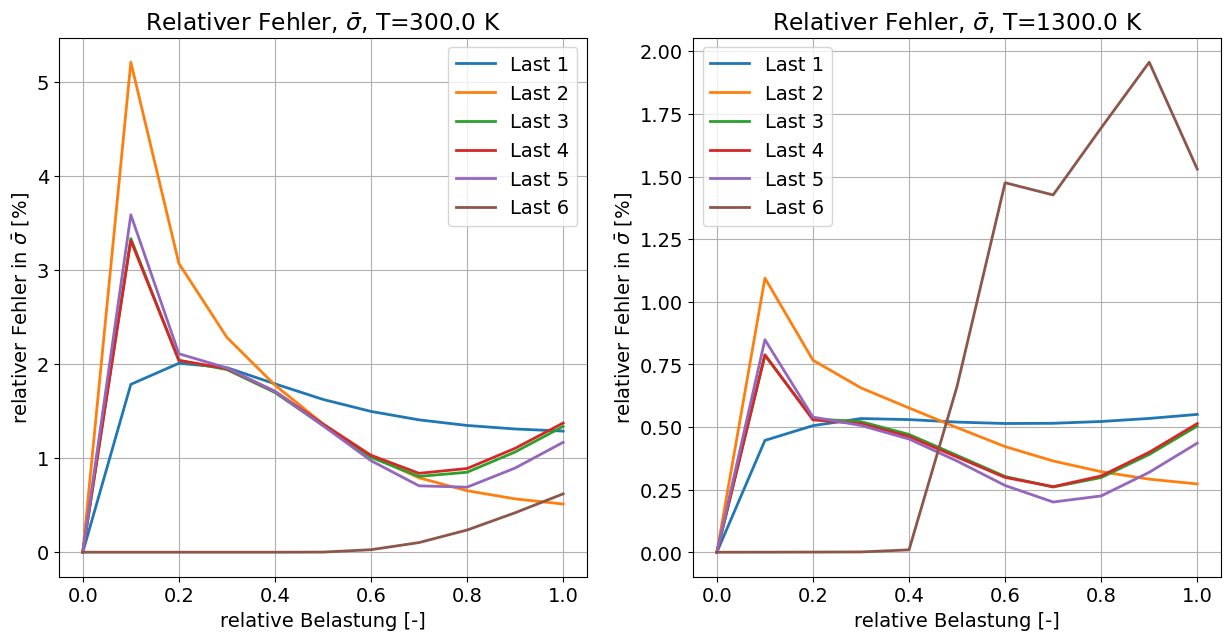 Relativer Fehler, σ̄, T=300.0 K
relativer Fehler in σ̄ [%]
5
4
3
2
1
0
0.0 0.2 0.4 0.6 0.8 1.0
relative Belastung [-]
Last 1
Last 2
Last 3
Last 4
Last 5
Last 6
Relativer Fehler, σ̄, T=1300.0 K
relativer Fehler in σ̄ [%]
2.00
1.75
1.50
1.25
1.00
0.75
0.50
0.25
0.00
0.0 0.2 0.4 0.6 0.8 1.0
relative Belastung [-]
Last 1
Last 2
Last 3
Last 4
Last 5
Last 6